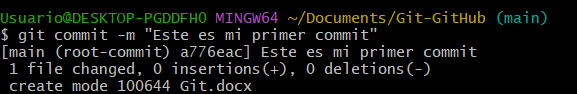 Usuario@DESKTOP-PGDDFH0 MINGW64 ~/Documents/Git-GitHub (main)
$ git commit -m "Este es mi primer commit"
[main (root-commit) a776eac] Este es mi primer commit
 1 file changed, 0 insertions(+), 0 deletions(-)
 create mode 100644 Git.docx